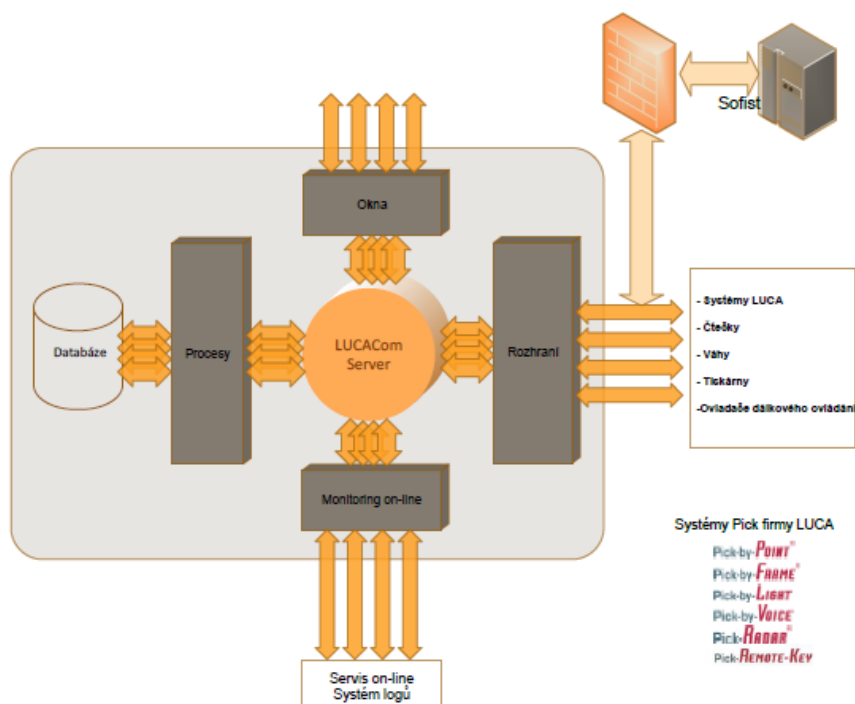 Sofist
Okna
Databáze
Procesy
LUCACom
Server
Rozhraní
- Systémy LUCA
- Čtečky
- Váhy
- Tiskárny
-Ovladače dálkového ovládání
Monitoring on-line
Servis on-line
Systém logů
Systémy Pick firmy LUCA
Pick-by-POINT®
Pick-by-FRAME®
Pick-by-LIGHT
Pick-by-VOICE
Pick-RADAR®
Pick-REMOTE-KEY